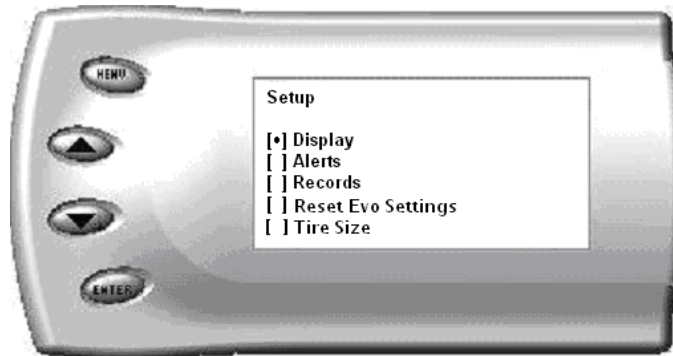 MENU
Setup
[•] Display
[ ] Alerts
[ ] Records
[ ] Reset Evo Settings
[ ] Tire Size
ENTER